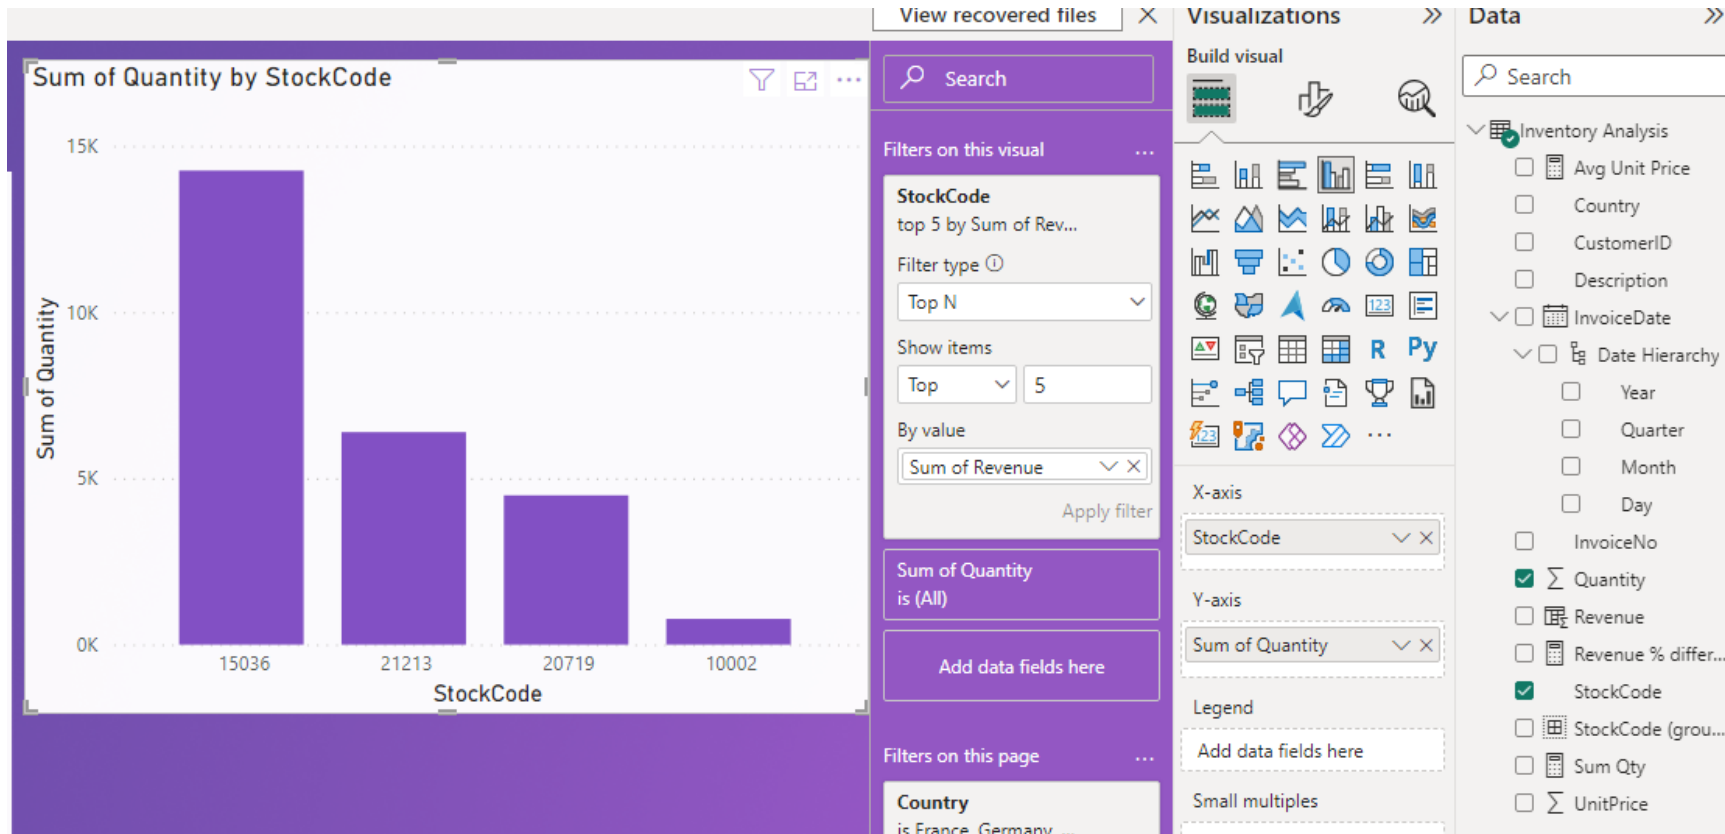 View recovered files
Sum of Quantity by StockCode
15K
10K
5K
0K
Sum of Quantity
15036
21213
20719
10002
StockCode
Search
Filters on this visual
...
StockCode
top 5 by Sum of Rev...
Filter type
Top N
Show items
Top
5
By value
Sum of Revenue
Apply filter
Sum of Quantity
is (All)
Add data fields here
Filters on this page
...
Country
is France, Germany, ...
Visualizations
Build visual
123
R
Py
123
...
X-axis
StockCode
Y-axis
Sum of Quantity
Legend
Add data fields here
Small multiples
Data
Search
Inventory Analysis
Avg Unit Price
Country
CustomerID
Description
InvoiceDate
Date Hierarchy
Year
Quarter
Month
Day
InvoiceNo
Quantity
Revenue
Revenue % differ...
StockCode
StockCode (grou...
Sum Qty
UnitPrice